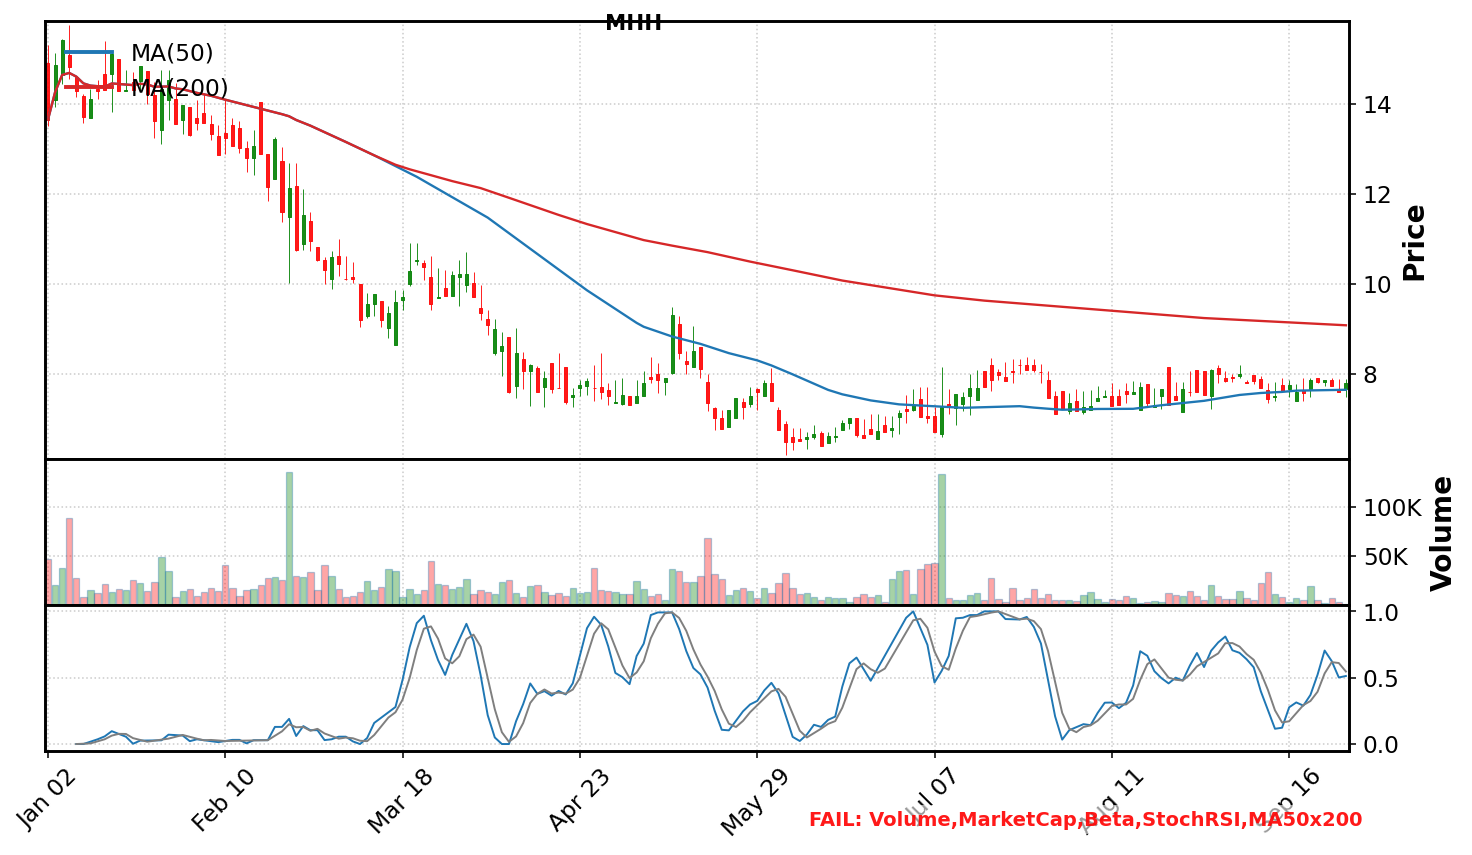 MHH
MA(50)
MA(200)
14
12
10
8
Price
100K
50K
Volume
1.0
0.5
0.0
Jan 02
Feb 10
Mar 18
Apr 23
May 29
Jul 07
Aug 11
Sep 16
FAIL: Volume,MarketCap,Beta,StochRSI,MA50x200